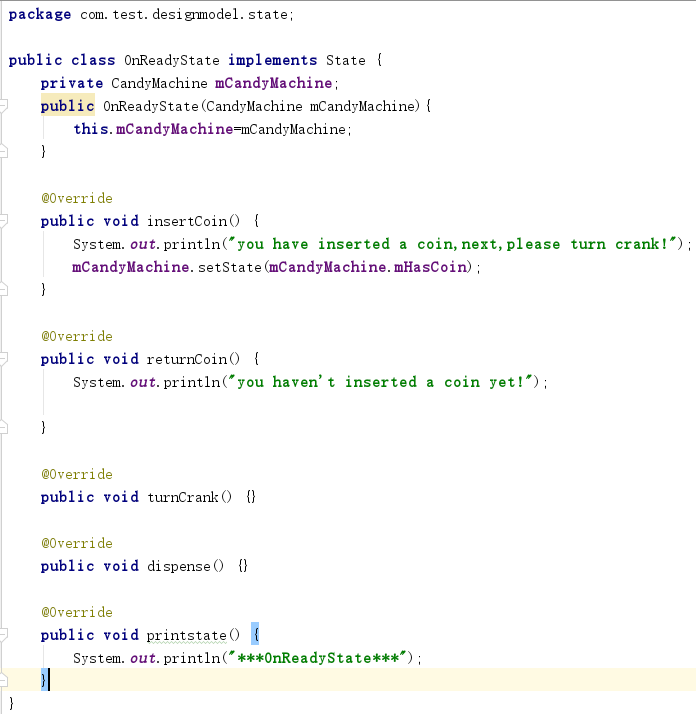 package com.test.designmodel.state;
public class OnReadyState implements State {
private CandyMachine mCandyMachine;
public OnReadyState(CandyMachine mCandyMachine){
this.mCandyMachine=mCandyMachine;
}
@Override
public void insertCoin() {
System.out.println("you have inserted a coin,next,please turn crank!");
mCandyMachine.setState(mCandyMachine.mHasCoin);
}
@Override
public void returnCoin() {
System.out.println("you haven't inserted a coin yet!");
}
@Override
public void turnCrank() {}
@Override
public void dispense() {}
@Override
public void printstate() {
System.out.println("***OnReadyState***");
}
}